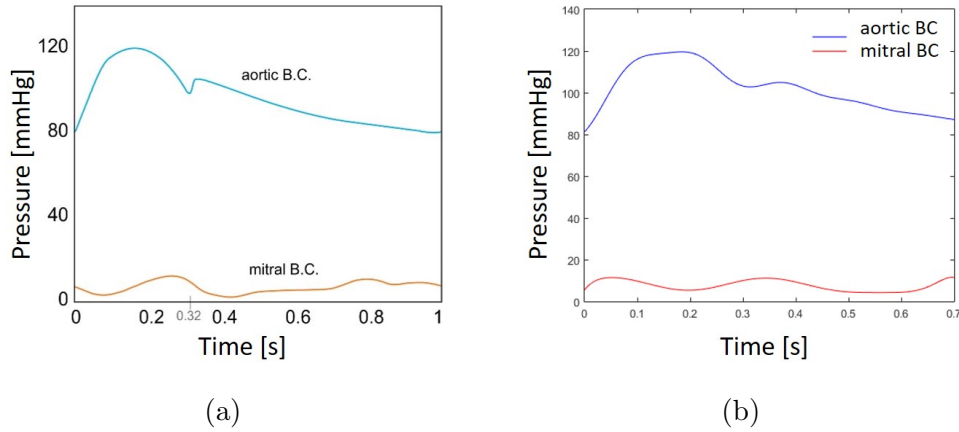 120
80
40
0
Pressure [mmHg]
aortic B.C.
mitral B.C.
0 0.2 0.32 0.4 0.6 0.8 1
Time [s]
(a)
140
120
100
80
60
40
20
0
Pressure [mmHg]
aortic BC
mitral BC
0 0.1 0.2 0.3 0.4 0.5 0.6 0.7
Time [s]
(b)